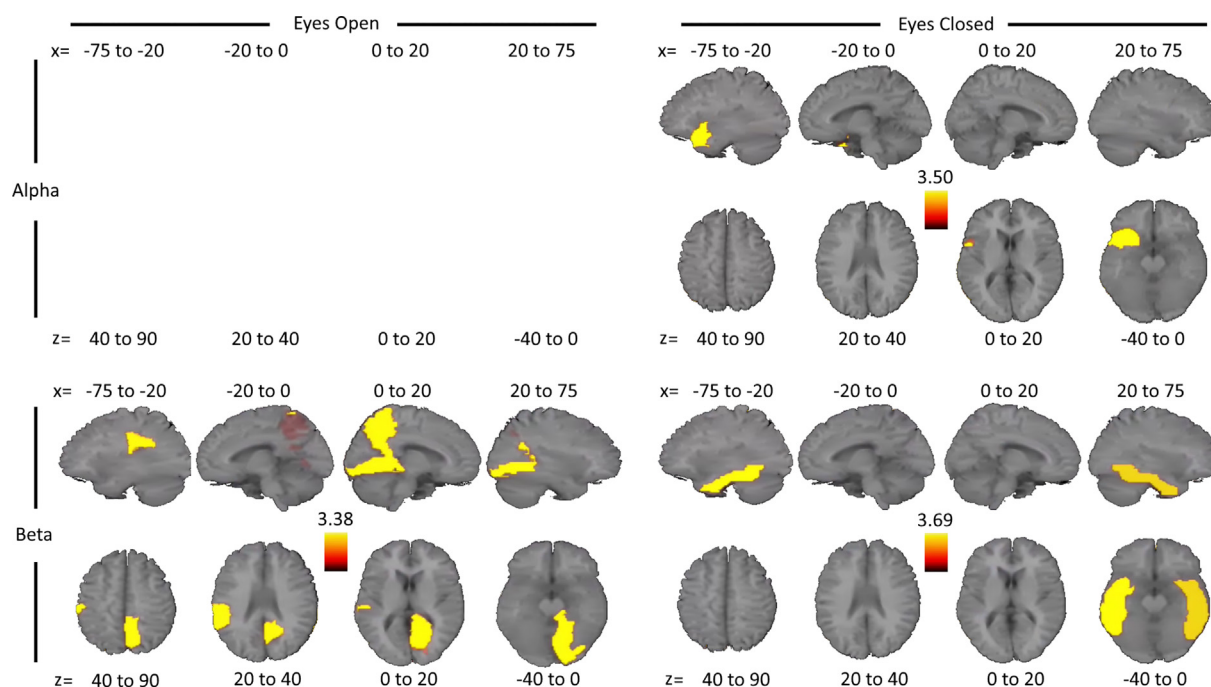 Eyes Open
Eyes Closed
x= -75 to -20 -20 to 0 0 to 20 20 to 75
x= -75 to -20 -20 to 0 0 to 20 20 to 75
3.50
Alpha
z= 40 to 90 20 to 40 0 to 20 -40 to 0
z= 40 to 90 20 to 40 0 to 20 -40 to 0
x= -75 to -20 -20 to 0 0 to 20 20 to 75
x= -75 to -20 -20 to 0 0 to 20 20 to 75
3.38
3.69
Beta
z= 40 to 90 20 to 40 0 to 20 -40 to 0
z= 40 to 90 20 to 40 0 to 20 -40 to 0